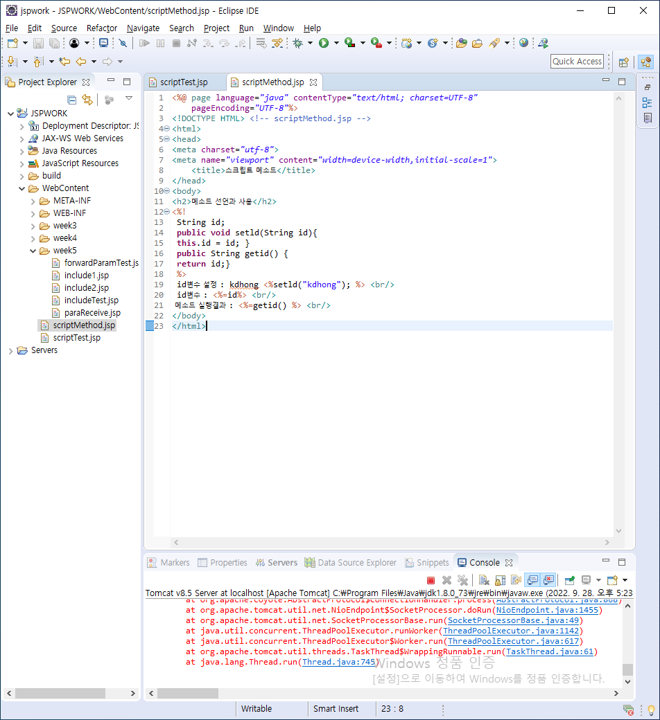 jspwork - JSPWORK/WebContent/scriptMethod.jsp - Eclipse IDE
File Edit Source Refactor Navigate Search Project Run Window Help
Quick Access
Project Explorer
JSPWORK
Deployment Descriptor: JS
JAX-WS Web Services
Java Resources
JavaScript Resources
build
WebContent
META-INF
WEB-INF
week3
week4
week5
forwardParamTest.js
include1.jsp
include2.jsp
includeTest.jsp
paraReceive.jsp
scriptMethod.jsp
scriptTest.jsp
Servers
scriptTest.jsp scriptMethod.jsp
1 <%@ page language="java" contentType="text/html; charset=UTF-8"
2 pageEncoding="UTF-8"%>
3 <!DOCTYPE HTML> <!-- scriptMethod.jsp -->
4 <html>
5 <head>
6 <meta charset="utf-8">
7 <meta name="viewport" content="width=device-width,initial-scale=1">
8 <title>스크립트 메소드</title>
9 </head>
10 <body>
11 <h2>메소드 선언과 사용</h2>
12 <%!
13 String id;
14 public void setld(String id){
15 this.id = id; }
16 public String getid() {
17 return id;}
18 %>
19 id변수 설정 : kdhong <%setld("kdhong"); %> <br/>
20 id변수 : <%=id%> <br/>
21 메소드 실행결과 : <%=getid() %> <br/>
22 </body>
23 </html>
Markers Properties Servers Data Source Explorer Snippets Console
Tomcat v8.5 Server at localhost [Apache Tomcat] C:₩Program Files₩Java₩jdk1.8.0_73₩jre₩bin₩javaw.exe (2022. 9. 28. 오후 5:23
at org.apache.coyote.AbstractProtocol$ConnectionHandler.process(AbstractProtocol.java:868)
at org.apache.tomcat.util.net.NioEndpoint$SocketProcessor.doRun(NioEndpoint.java:1455)
at org.apache.tomcat.util.net.SocketProcessorBase.run(SocketProcessorBase.java:49)
at java.util.concurrent.ThreadPoolExecutor.runWorker(ThreadPoolExecutor.java:1142)
at java.util.concurrent.ThreadPoolExecutor$Worker.run(ThreadPoolExecutor.java:617)
at org.apache.tomcat.util.threads.TaskThread$WrappingRunnable.run(TaskThread.java:61)
at java.lang.Thread.run(Thread.java:745)
Windows 정품 인증
[설정]으로 이동하여 Windows를 정품 인증합니다.
Writable Smart Insert 23 : 8